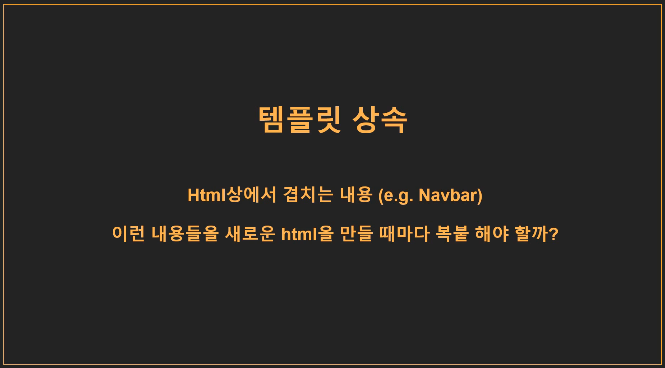 템플릿 상속
Html상에서 겹치는 내용 (e.g. Navbar)
이런 내용들을 새로운 html을 만들 때마다 복붙 해야 할까?